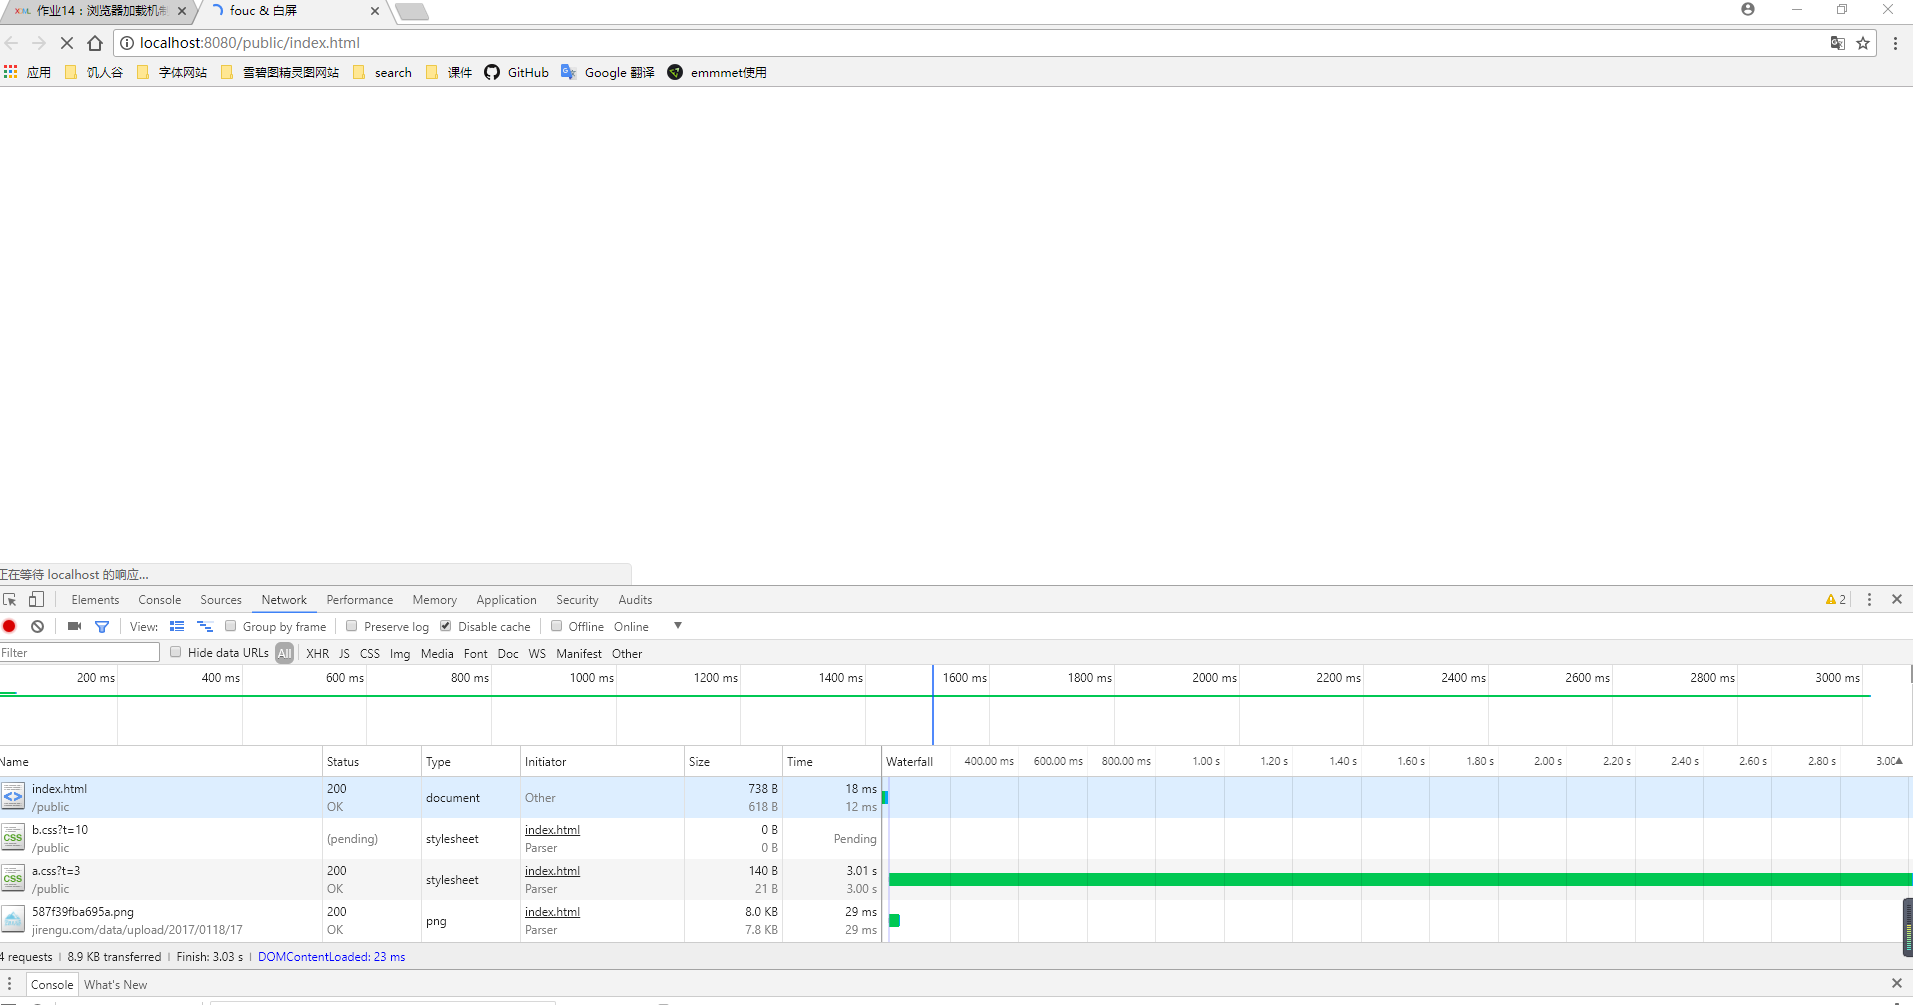 作业14：浏览器加载机制
fouc & 白屏
localhost:8080/public/index.html
应用 饥人谷 字体网站 雪碧图精灵图网站 search 课件 GitHub Google 翻译 emmmet使用
正在等待 localhost 的响应...
Elements Console Sources Network Performance Memory Application Security Audits 2
View: Group by frame Preserve log Disable cache Offline Online
Filter Hide data URLs All XHR JS CSS Img Media Font Doc WS Manifest Other
200 ms 400 ms 600 ms 800 ms 1000 ms 1200 ms 1400 ms 1600 ms 1800 ms 2000 ms 2200 ms 2400 ms 2600 ms 2800 ms 3000 ms
Name Status Type Initiator Size Time Waterfall 400.00 ms 600.00 ms 800.00 ms 1.00 s 1.20 s 1.40 s 1.60 s 1.80 s 2.00 s 2.20 s 2.40 s 2.60 s 2.80 s 3.00
index.html 200 document Other 738 B 18 ms
/public OK 618 B 12 ms
b.css?t=10 (pending) stylesheet index.html 0 B Pending
/public Parser 0 B
a.css?t=3 200 stylesheet index.html 140 B 3.01 s
/public OK Parser 21 B 3.00 s
587f39fba695a.png 200 png index.html 8.0 KB 29 ms
jirengu.com/data/upload/2017/0118/17 OK Parser 7.8 KB 29 ms
4 requests | 8.9 KB transferred | Finish: 3.03 s | DOMContentLoaded: 23 ms
Console What's New